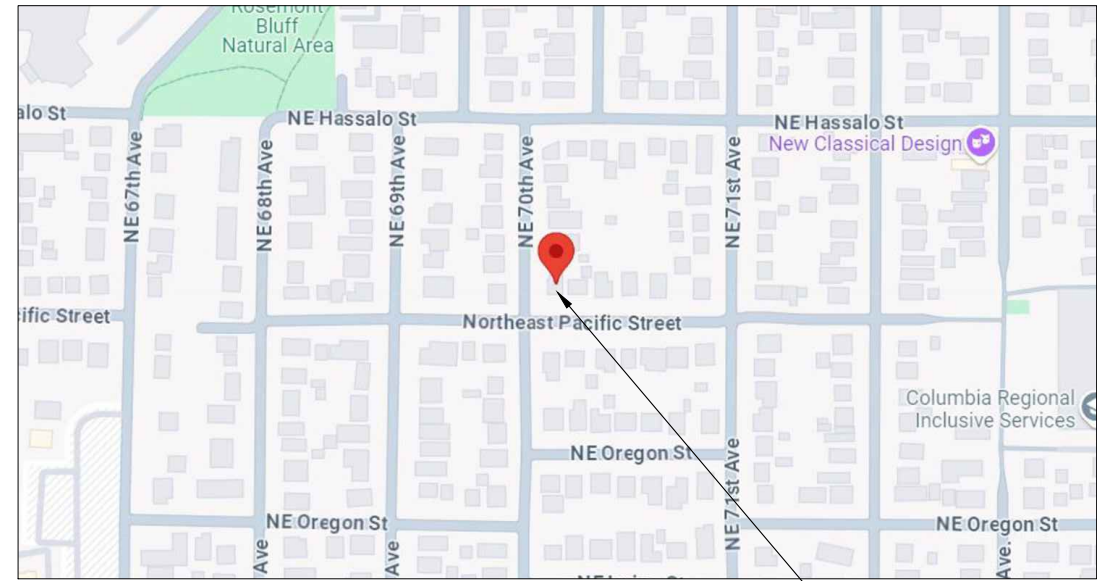 Rosemont
Bluff
Natural Area
alo St
NE Hassalo St
NE Hassalo St
New Classical Design
NE 67th Ave
NE 68th Ave
NE 69th Ave
NE 70th Ave
NE 71st Ave
ific Street
Northeast Pacific Street
Columbia Regional
Inclusive Services
NE Oregon St
NE 71st Ave
NE Oregon St
NE Oregon St
Ave
Ave
Ave.